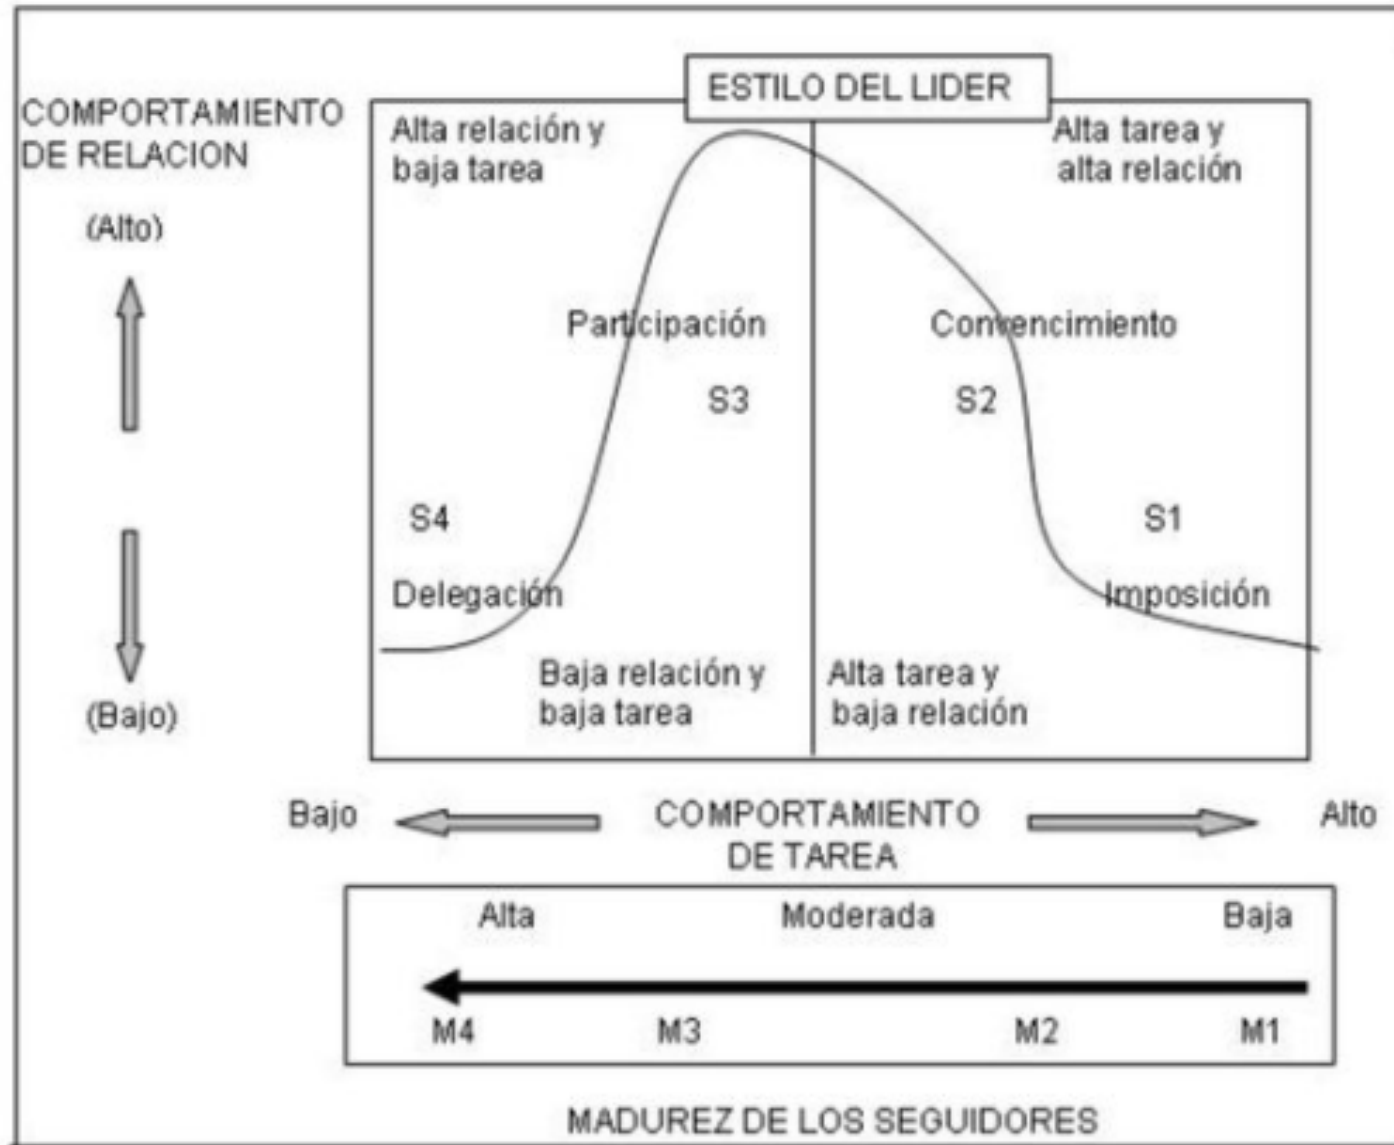 ESTILO DEL LIDER
COMPORTAMIENTO
DE RELACION
(Alto)
(Bajo)
Alta relación y
baja tarea
Alta tarea y
alta relación
Participación
S3
Convencimiento
S2
S4
Delegación
S1
Imposición
Baja relación y
baja tarea
Alta tarea y
baja relación
Bajo
COMPORTAMIENTO
DE TAREA
Alto
Alta Moderada Baja
M4 M3 M2 M1
MADUREZ DE LOS SEGUIDORES